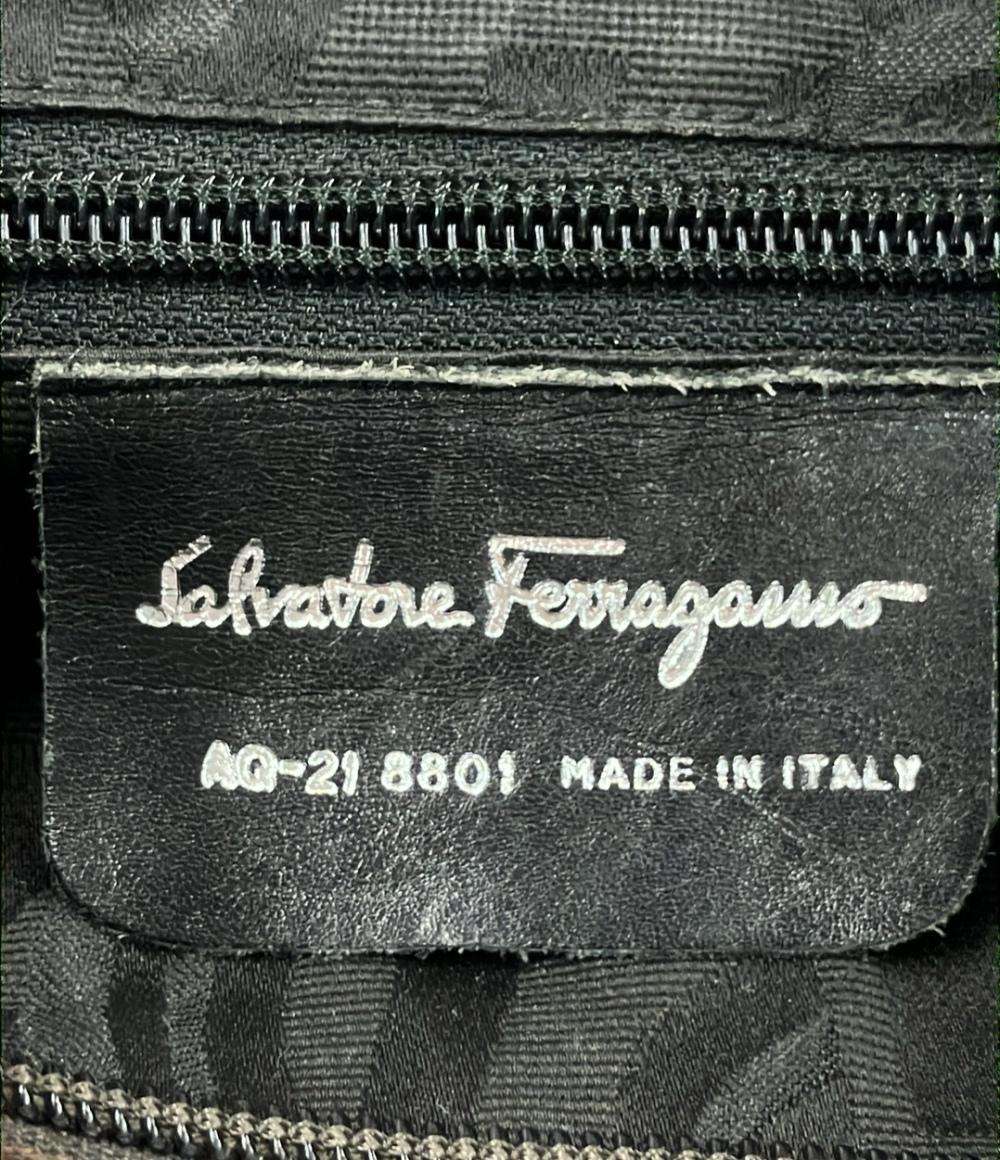 Salvatore Ferragamo
AQ-21 8801 MADE IN ITALY